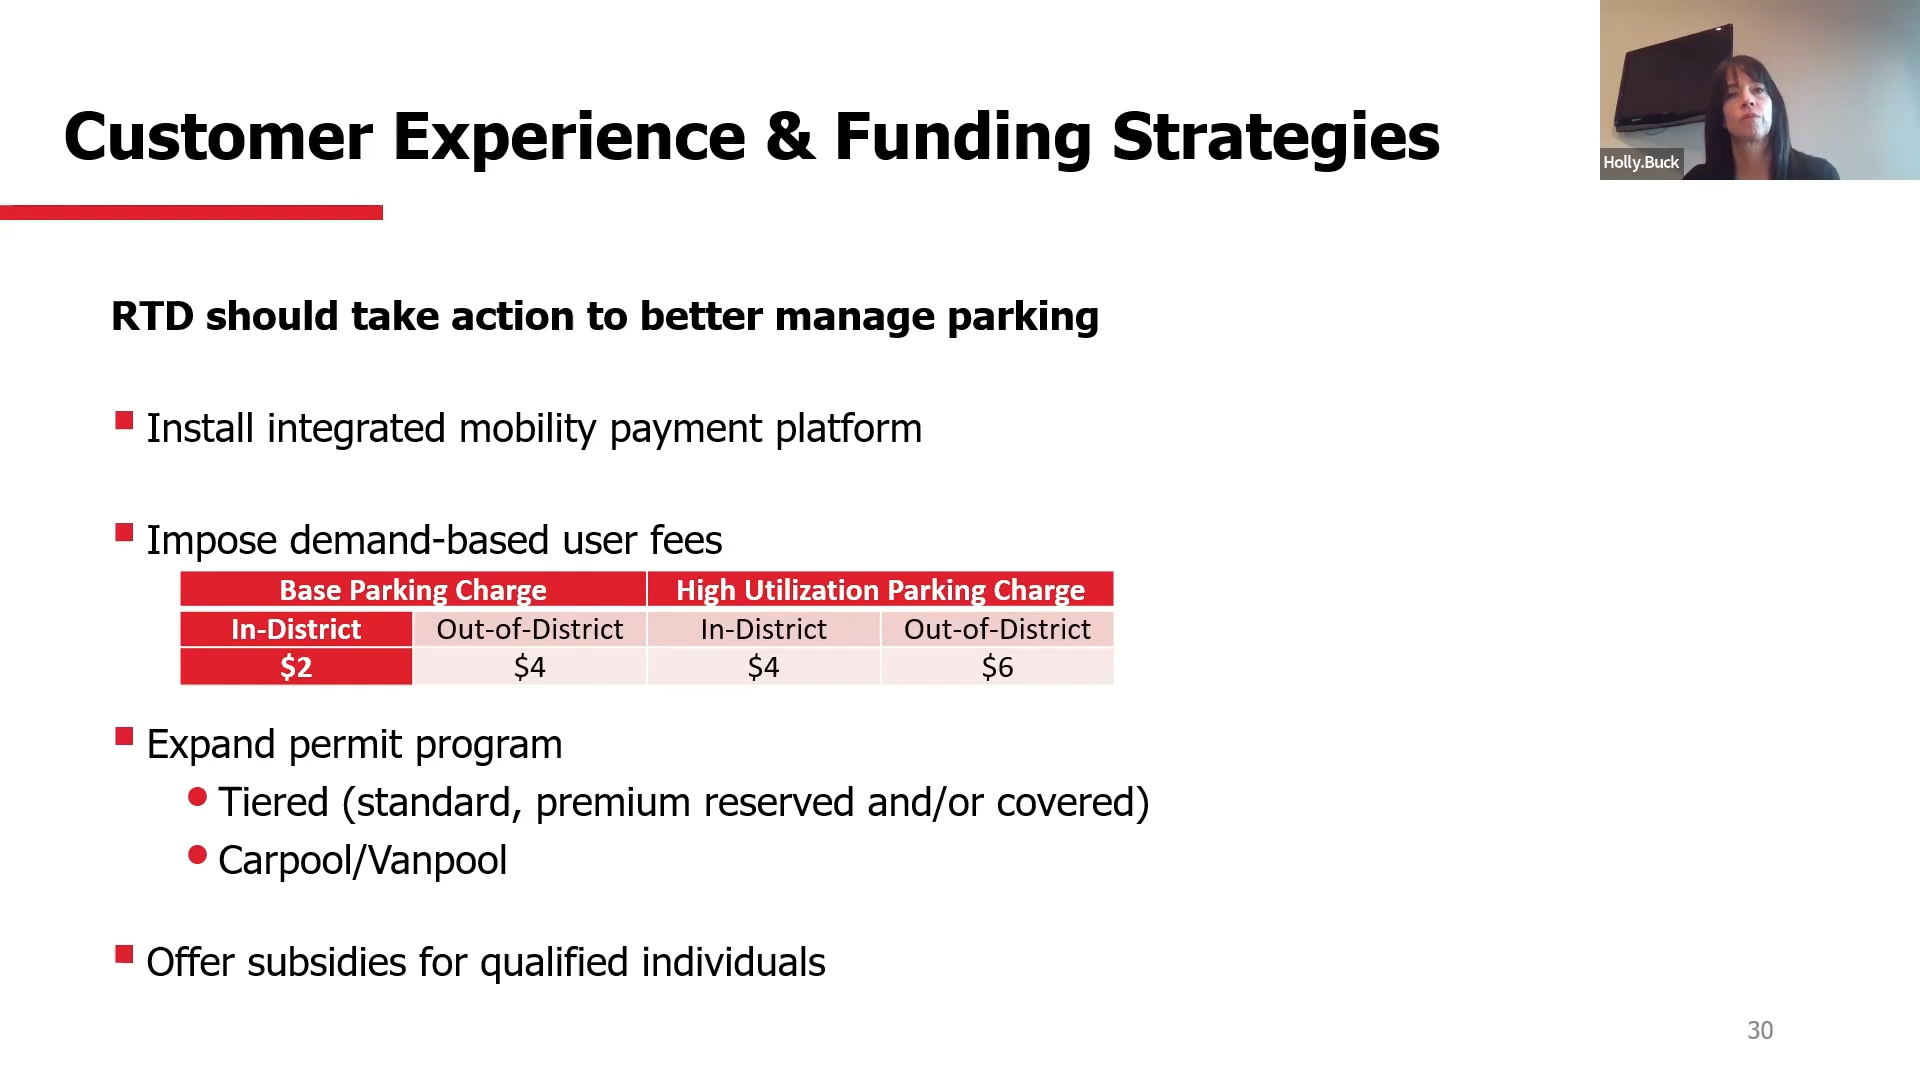 Customer Experience & Funding Strategies
Holly.Buck
RTD should take action to better manage parking
Install integrated mobility payment platform
Impose demand-based user fees
Base Parking Charge High Utilization Parking Charge
In-District Out-of-District In-District Out-of-District
$2 $4 $4 $6
Expand permit program
Tiered (standard, premium reserved and/or covered)
Carpool/Vanpool
Offer subsidies for qualified individuals
30